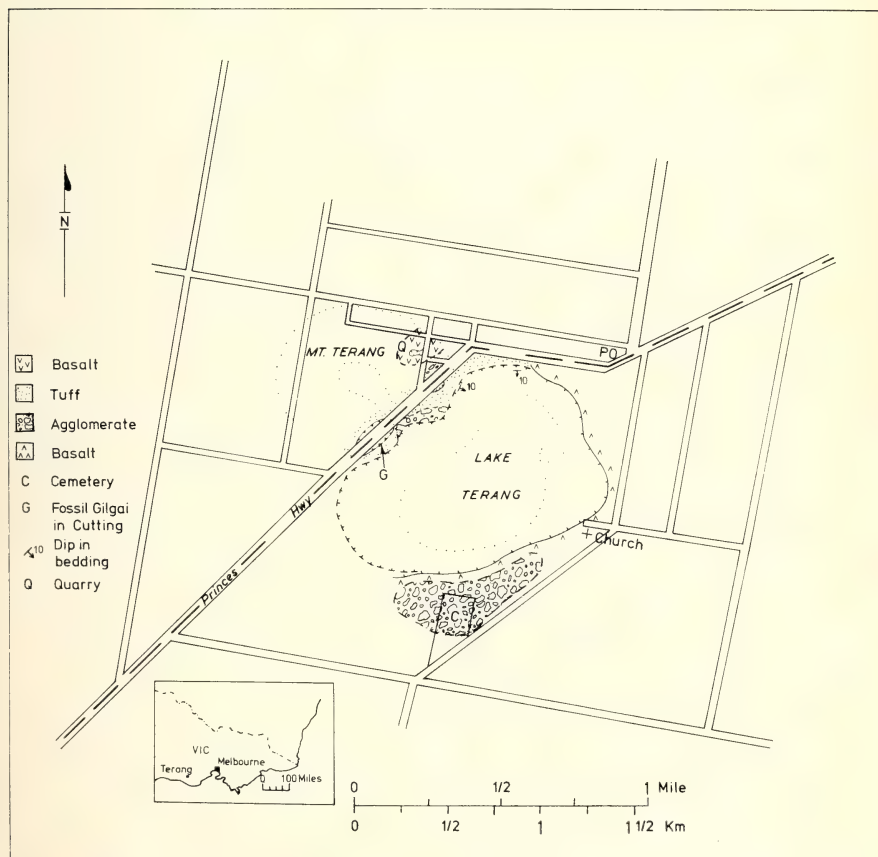 N
Basalt
Tuff
Agglomerate
Basalt
C Cemetery
G Fossil Gilgai
in Cutting
10 Dip in
bedding
Q Quarry
MT. TERANG
Q
PO
10
10
LAKE
TERANG
G
Princes Hwy
Church
C
VIC
Terang
Melbourne
0 100 Miles
0 1/2 1 Mile
0 1/2 1 1 1/2 Km